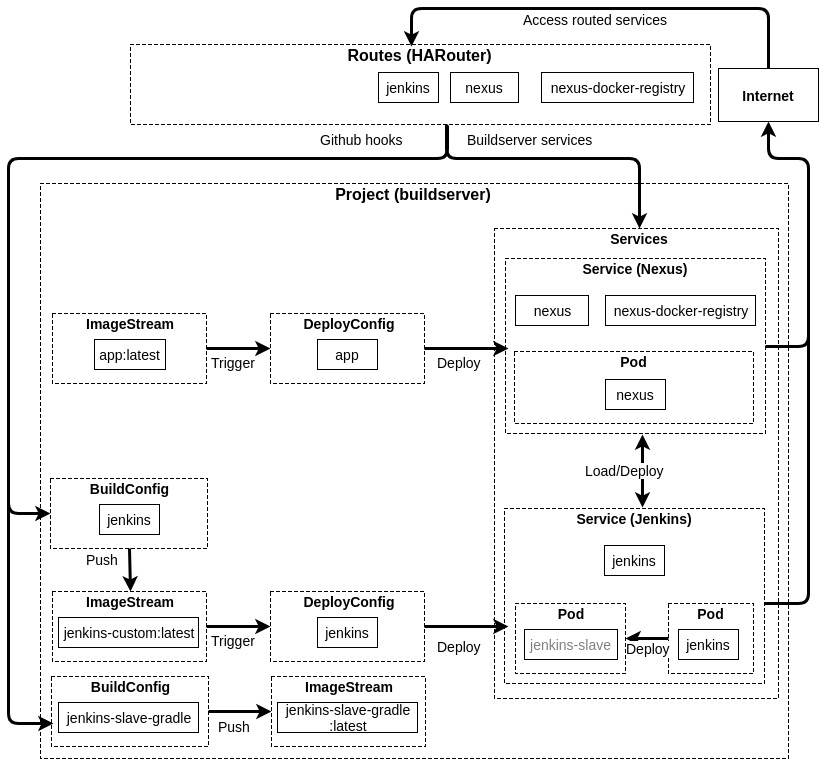 Access routed services
Routes (HARouter)
jenkins
nexus
nexus-docker-registry
Internet
Github hooks
Buildserver services
Project (buildserver)
Services
Service (Nexus)
nexus
nexus-docker-registry
ImageStream
app:latest
Trigger
DeployConfig
app
Deploy
Pod
nexus
Load/Deploy
BuildConfig
jenkins
Push
Service (Jenkins)
jenkins
ImageStream
jenkins-custom:latest
Trigger
DeployConfig
jenkins
Deploy
Pod
jenkins-slave
Deploy
Pod
jenkins
BuildConfig
jenkins-slave-gradle
Push
ImageStream
jenkins-slave-gradle
:latest